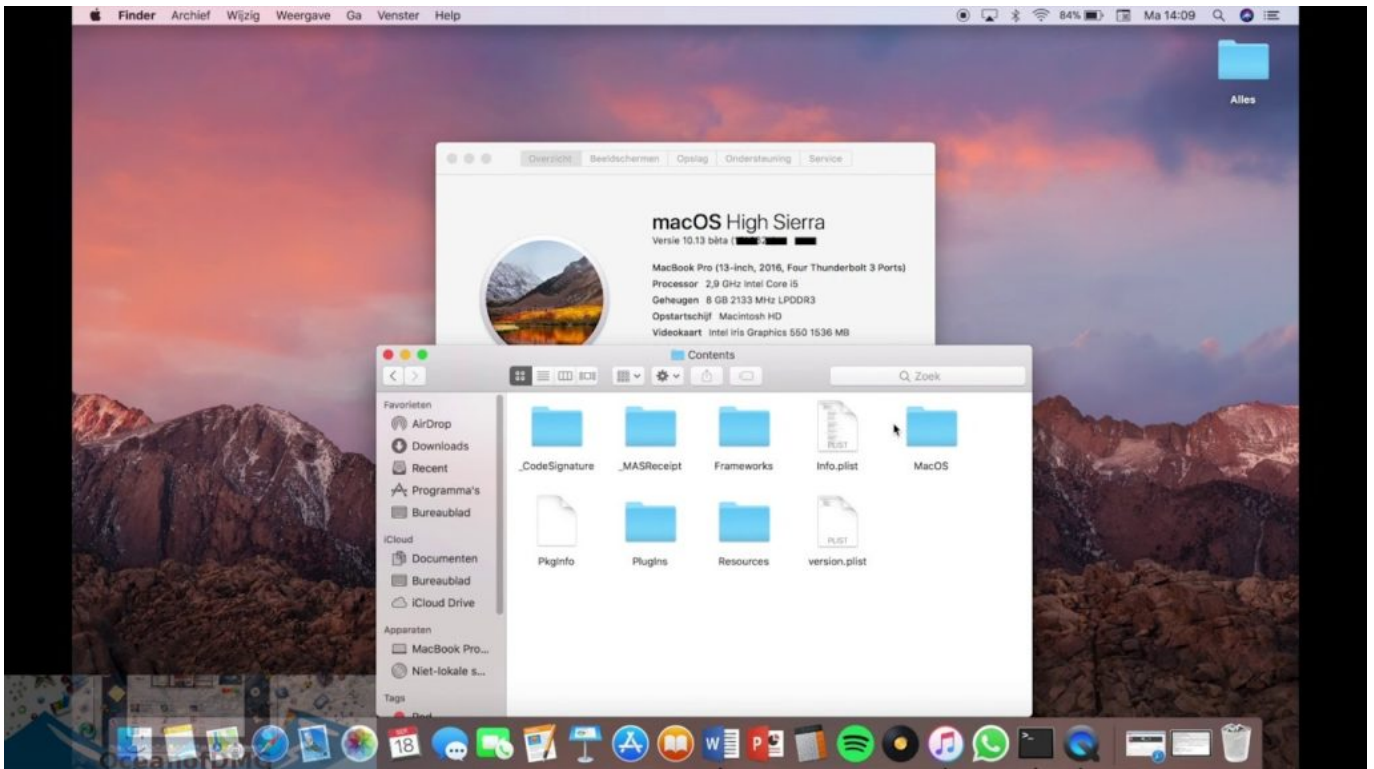 Finder Archief Wijzig Weergave Ga Venster Help 84% Ma 14:09
Alles
Overzicht Beeldschermen Opslag Ondersteuning Service
macOS High Sierra
Versie 10.13 bèta (
MacBook Pro (13-inch, 2016, Four Thunderbolt 3 Ports)
Processor 2,9 GHz Intel Core i5
Geheugen 8 GB 2133 MHz LPDDR3
Opstartschijf Macintosh HD
Videokaart Intel Iris Graphics 550 1536 MB
Contents
Zoek
Favorieten
AirDrop
Downloads
Recent
Programma's
Bureaublad
iCloud
Documenten
Bureaublad
iCloud Drive
Apparaten
MacBook Pro...
Niet-lokale s...
Tags
_CodeSignature _MASReceipt Frameworks Info.plist MacOS
PLIST
PkgInfo PlugIns Resources version.plist
PLIST
18
OceanofDMG